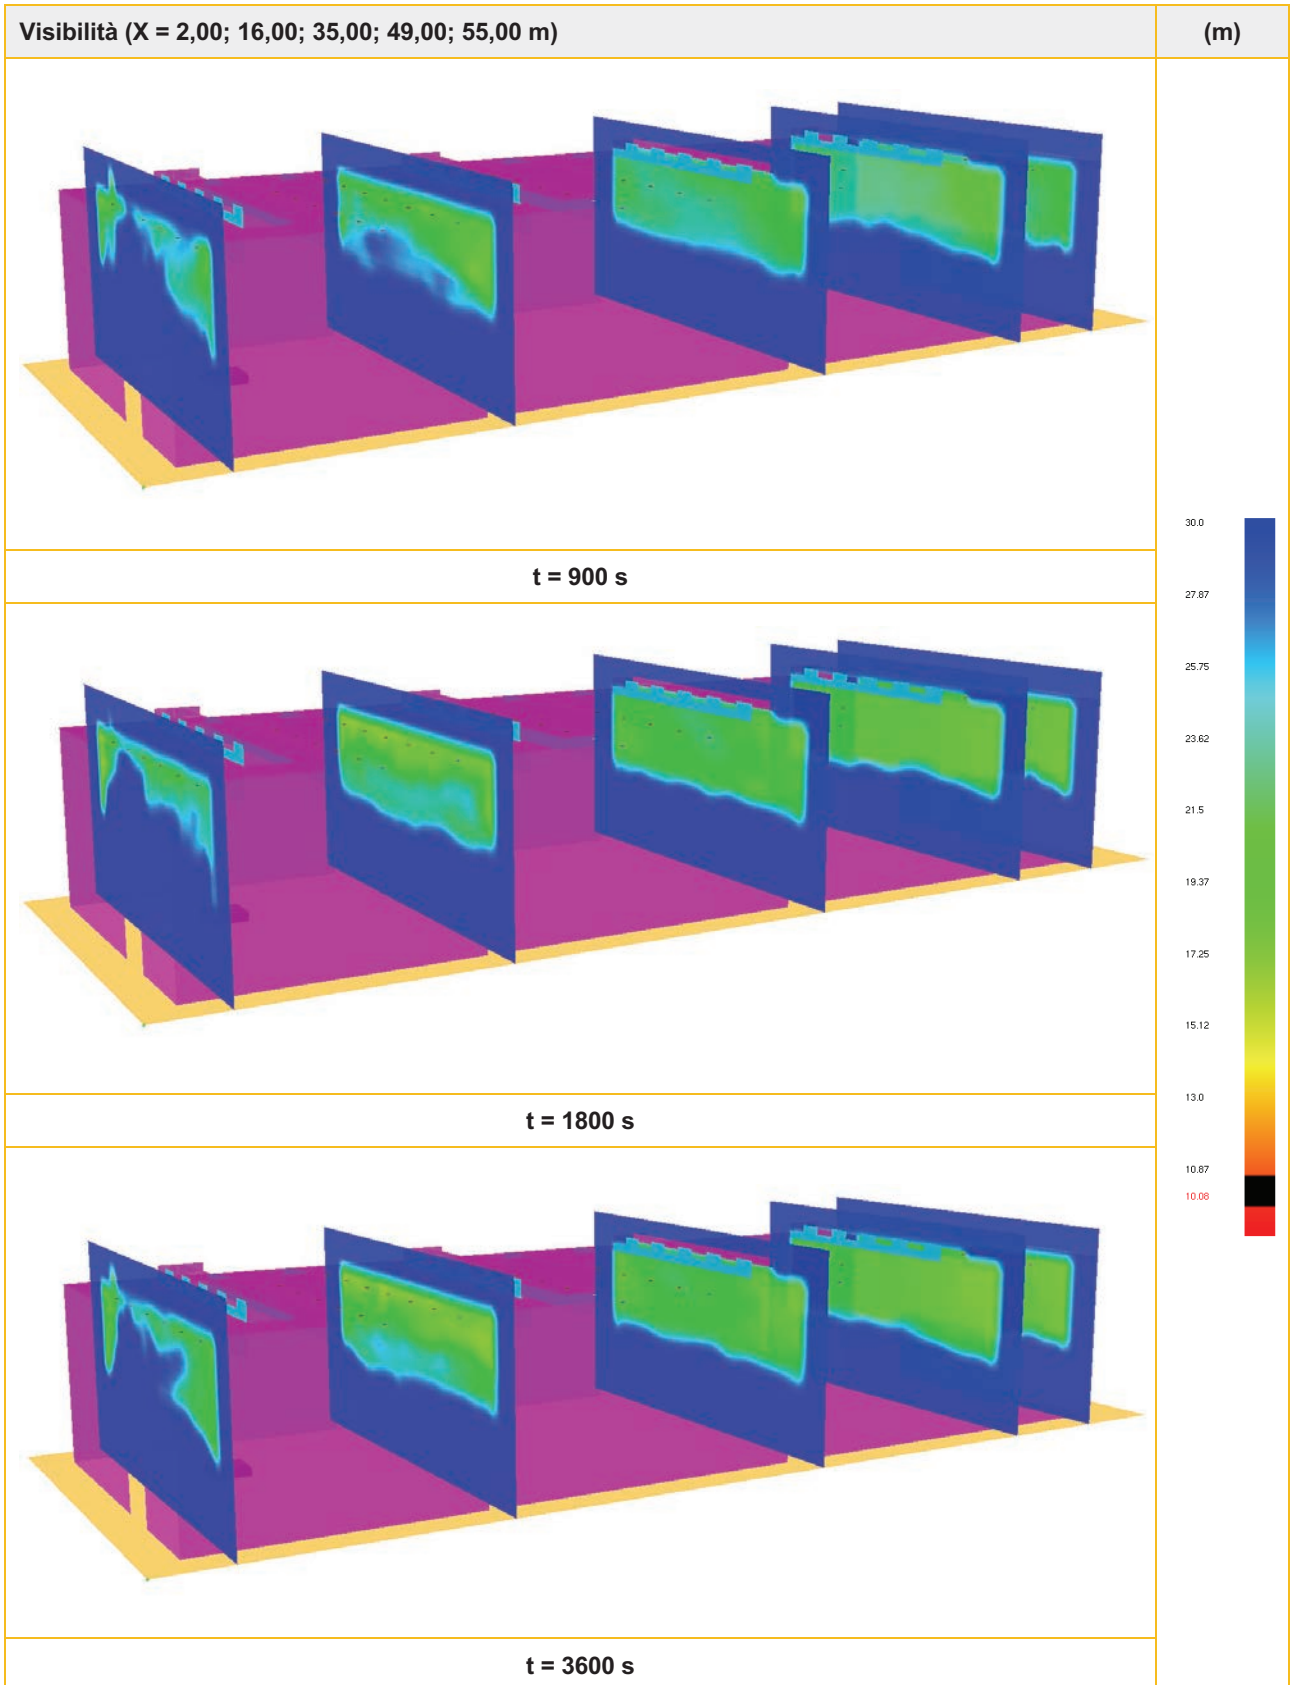 Visibilità (X = 2,00; 16,00; 35,00; 49,00; 55,00 m)
(m)
t = 900 s
t = 1800 s
t = 3600 s
30.0
27.87
25.75
23.62
21.5
19.37
17.25
15.12
13.0
10.87
10.08